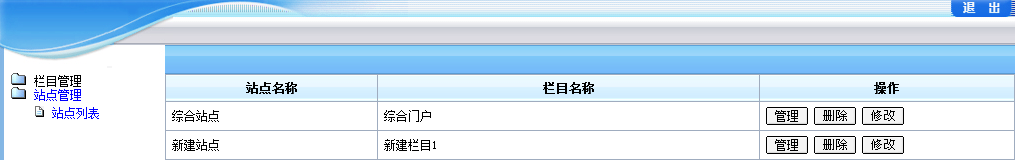 退 出
栏目管理
站点管理
站点列表
站点名称 栏目名称 操作
综合站点 综合门户 管理 删除 修改
新建站点 新建栏目1 管理 删除 修改